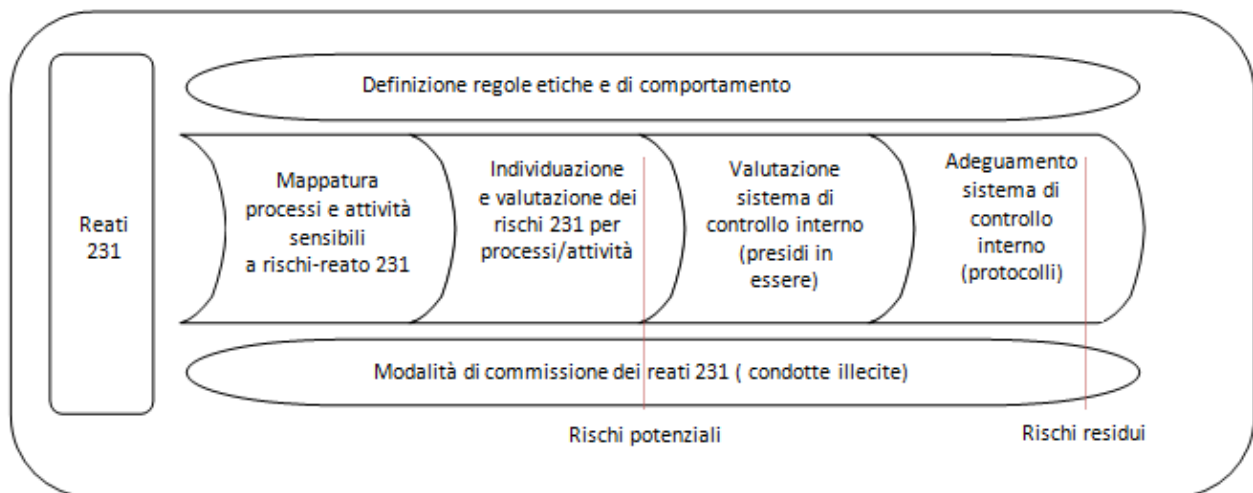 Reati
231
Definizione regole etiche e di comportamento
Mappatura
processi e attività
sensibili
a rischi-reato 231
Individuazione
e valutazione dei
rischi 231 per
processi/attività
Valutazione
sistema di
controllo interno
(presidi in
essere)
Adeguamento
sistema di
controllo
interno
(protocolli)
Modalità di commissione dei reati 231 ( condotte illecite)
Rischi potenziali
Rischi residui